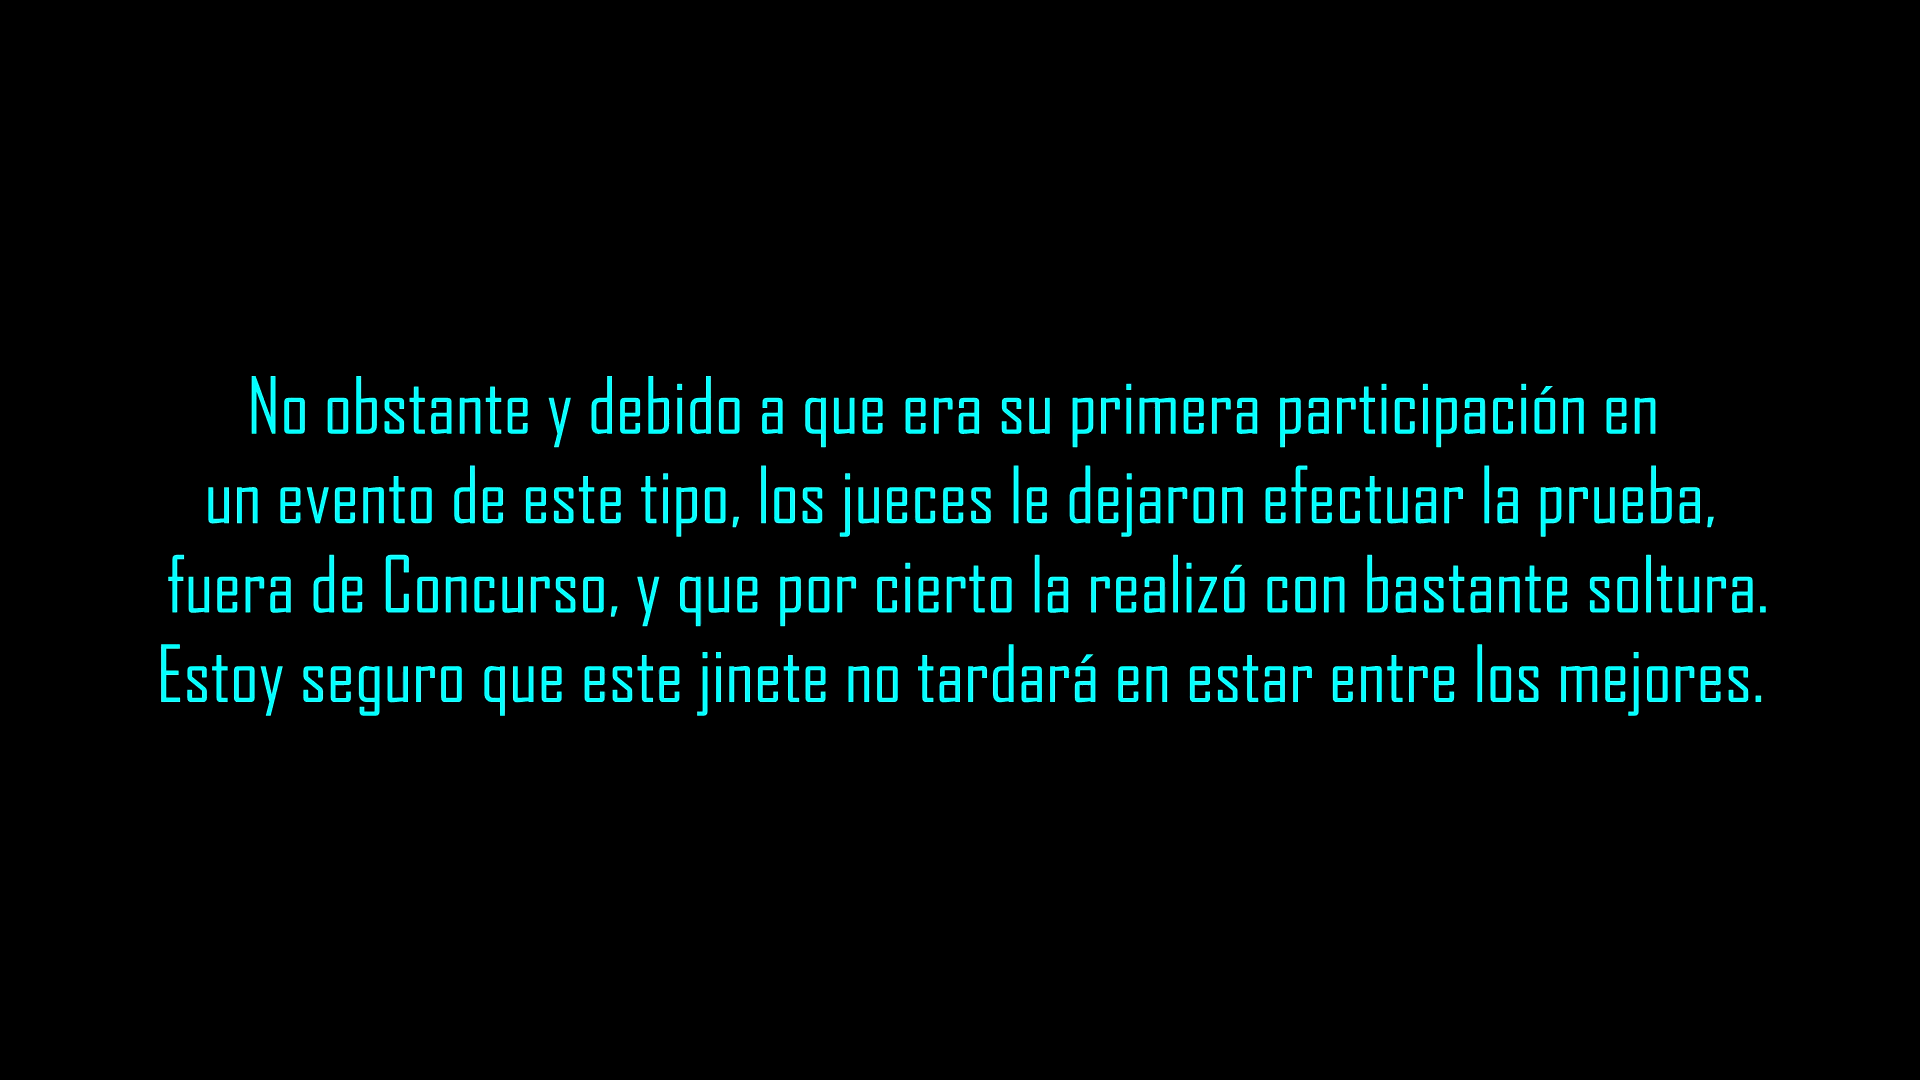 No obstante y debido a que era su primera participación en
un evento de este tipo, los jueces le dejaron efectuar la prueba,
fuera de Concurso, y que por cierto la realizó con bastante soltura.
Estoy seguro que este jinete no tardará en estar entre los mejores.